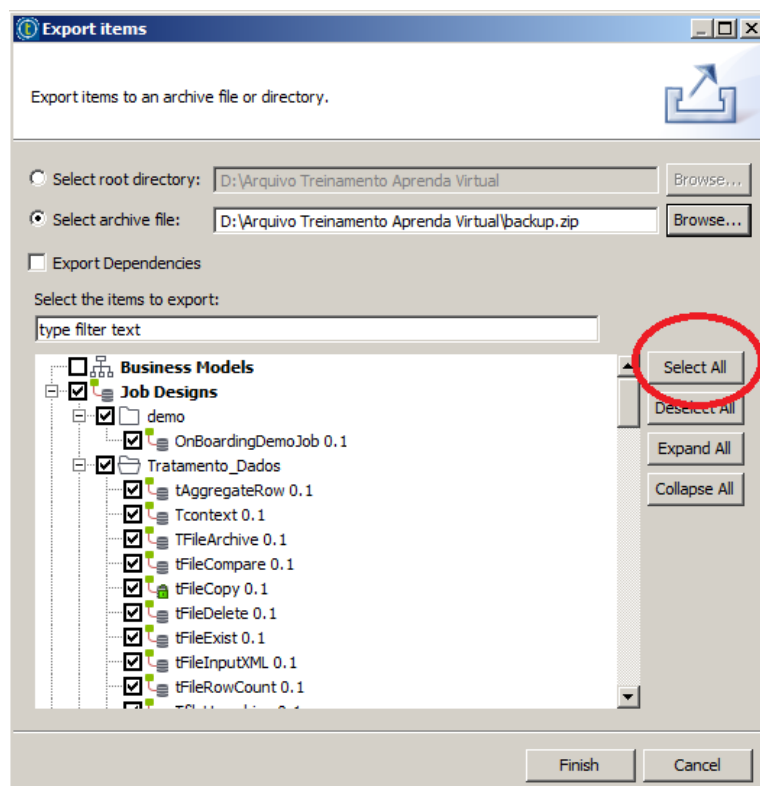 Export items
Export items to an archive file or directory.
Select root directory: D:\Arquivo Treinamento Aprenda Virtual Browse...
Select archive file: D:\Arquivo Treinamento Aprenda Virtual\backup.zip Browse...
Export Dependencies
Select the items to export:
type filter text
Business Models Select All
Job Designs
demo Deselect All
OnBoardingDemoJob 0.1 Expand All
Tratamento_Dados
tAggregateRow 0.1 Collapse All
Tcontext 0.1
TFileArchive 0.1
tFileCompare 0.1
tFileCopy 0.1
tFileDelete 0.1
tFileExist 0.1
tFileInputXML 0.1
tFileRowCount 0.1
Finish Cancel